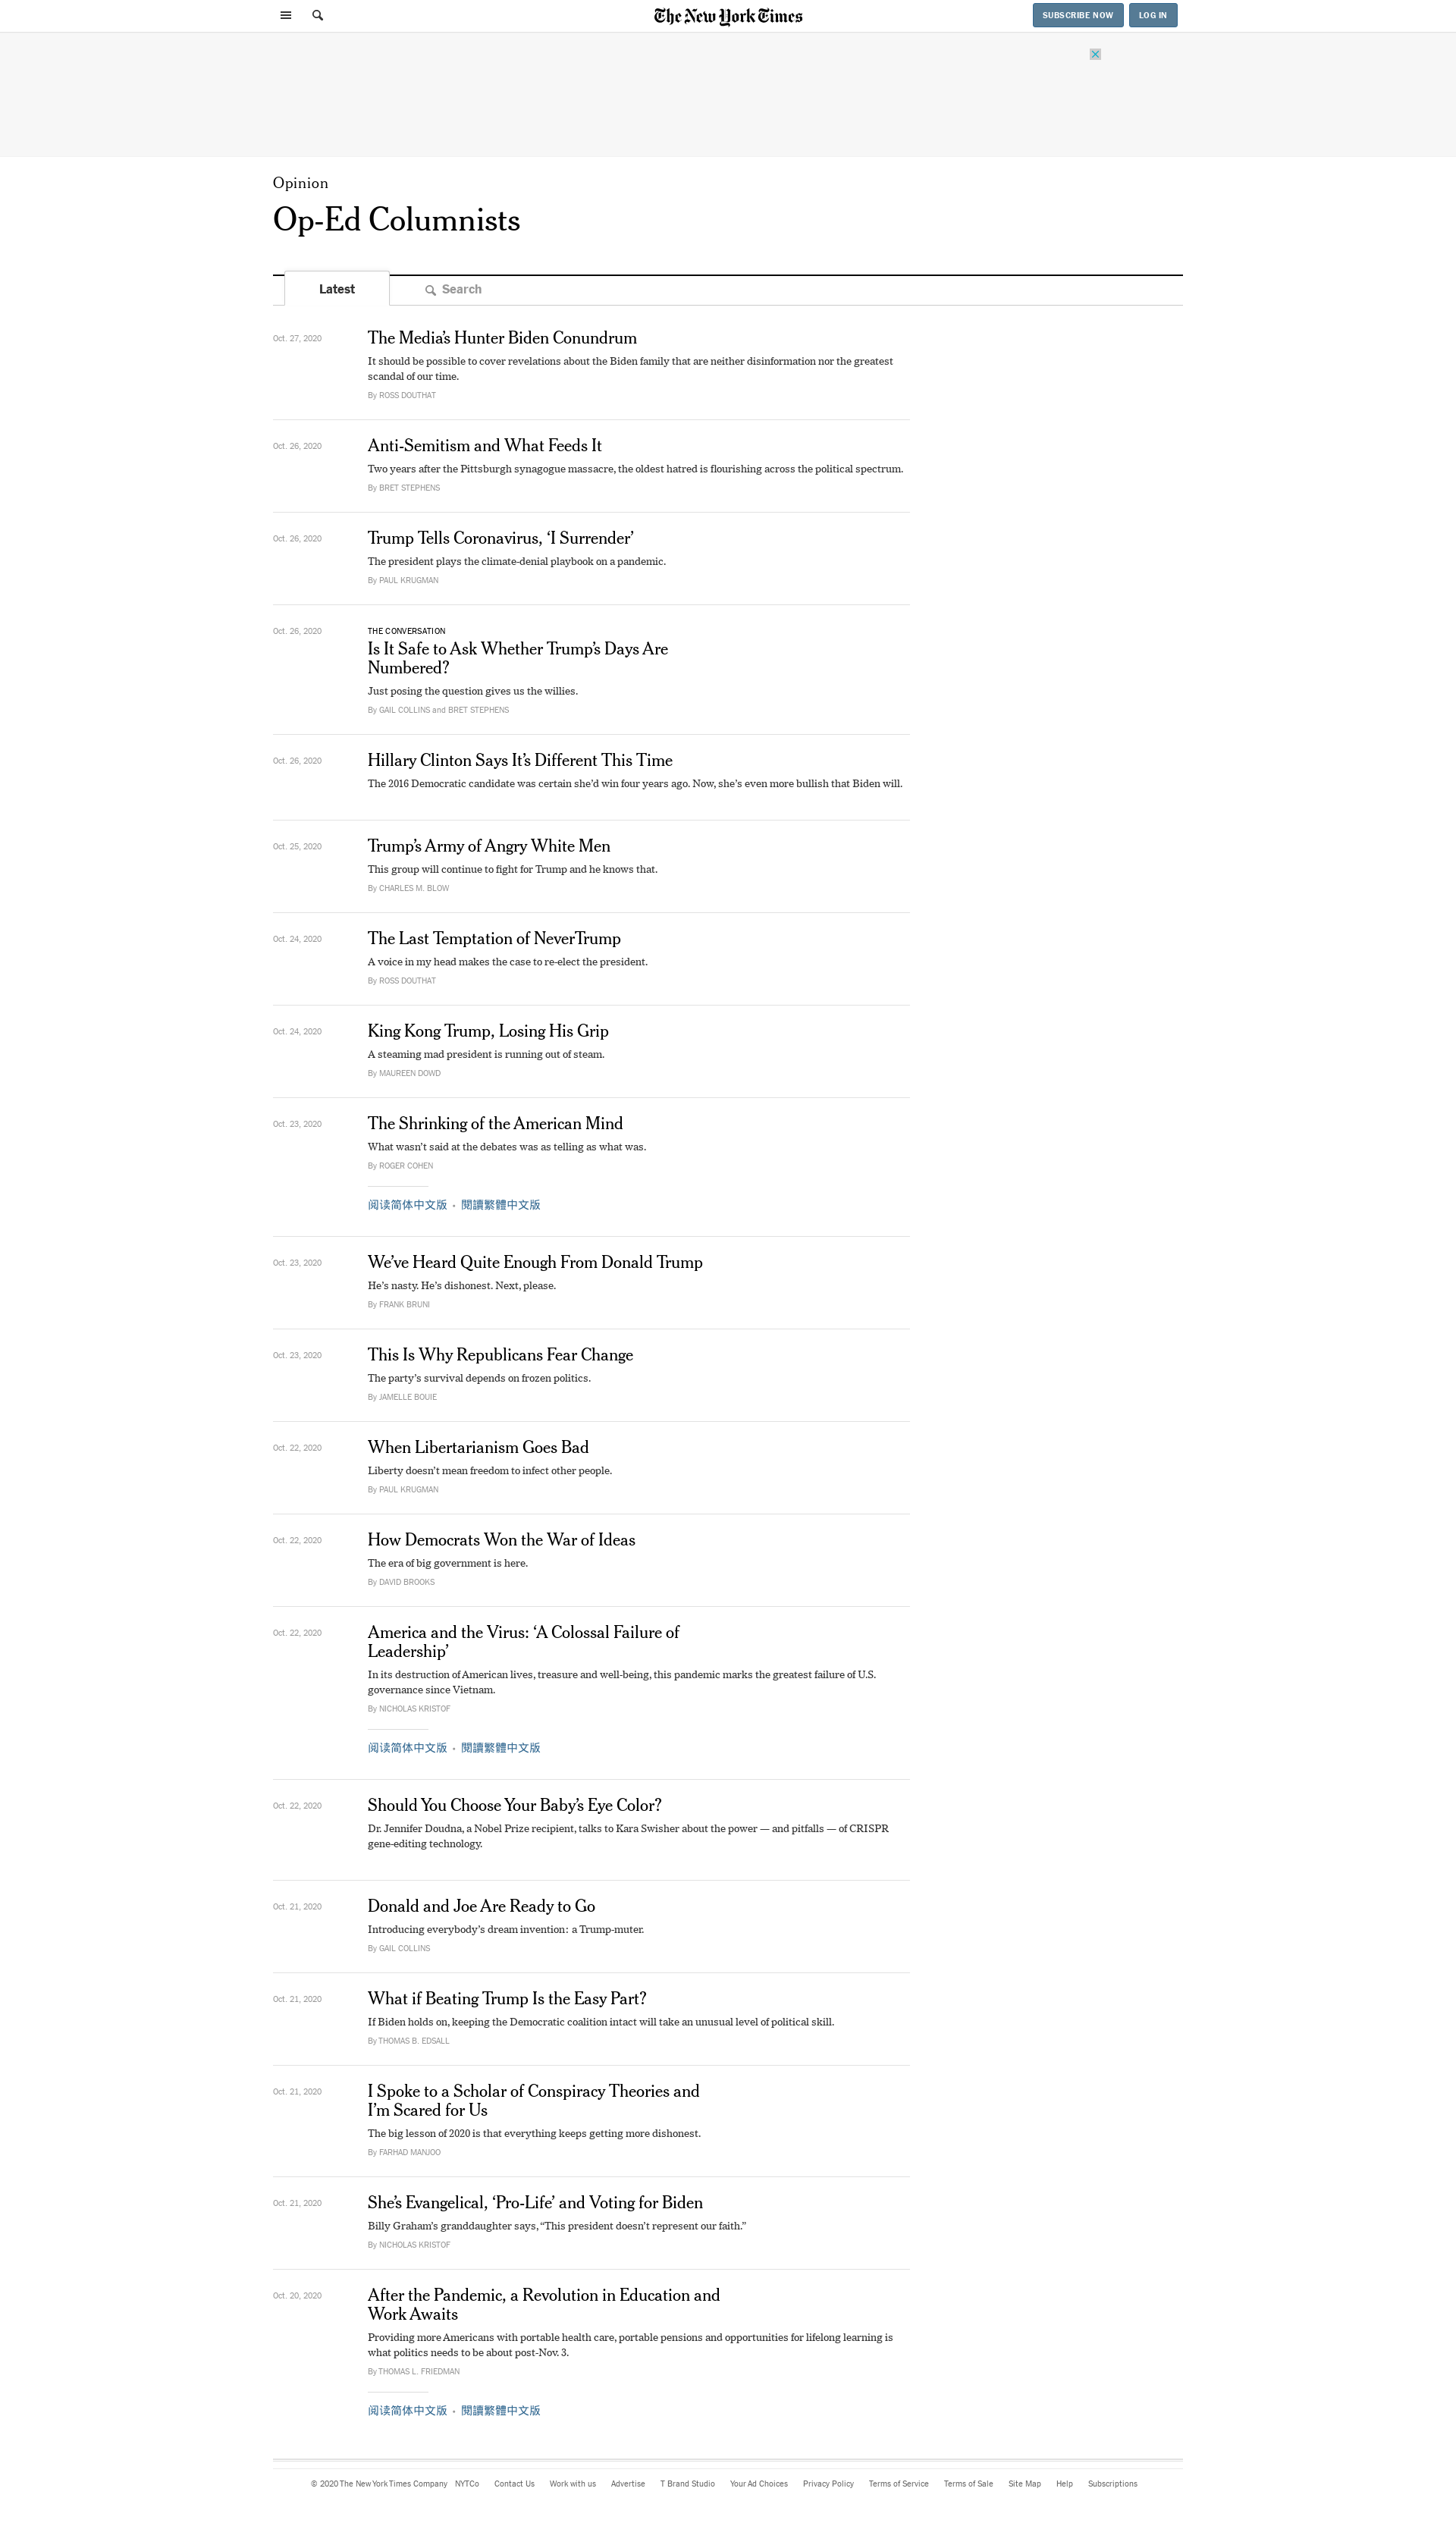 The New York Times
SUBSCRIBE NOW
LOG IN
Opinion
Op-Ed Columnists
Latest
Search
Oct. 27, 2020
The Media’s Hunter Biden Conundrum
It should be possible to cover revelations about the Biden family that are neither disinformation nor the greatest
scandal of our time.
By ROSS DOUTHAT
Oct. 26, 2020
Anti-Semitism and What Feeds It
Two years after the Pittsburgh synagogue massacre, the oldest hatred is flourishing across the political spectrum.
By BRET STEPHENS
Oct. 26, 2020
Trump Tells Coronavirus, ‘I Surrender’
The president plays the climate-denial playbook on a pandemic.
By PAUL KRUGMAN
Oct. 26, 2020
THE CONVERSATION
Is It Safe to Ask Whether Trump’s Days Are
Numbered?
Just posing the question gives us the willies.
By GAIL COLLINS and BRET STEPHENS
Oct. 26, 2020
Hillary Clinton Says It’s Different This Time
The 2016 Democratic candidate was certain she’d win four years ago. Now, she’s even more bullish that Biden will.
Oct. 25, 2020
Trump’s Army of Angry White Men
This group will continue to fight for Trump and he knows that.
By CHARLES M. BLOW
Oct. 24, 2020
The Last Temptation of NeverTrump
A voice in my head makes the case to re-elect the president.
By ROSS DOUTHAT
Oct. 24, 2020
King Kong Trump, Losing His Grip
A steaming mad president is running out of steam.
By MAUREEN DOWD
Oct. 23, 2020
The Shrinking of the American Mind
What wasn’t said at the debates was as telling as what was.
By ROGER COHEN
阅读简体中文版 • 閱讀繁體中文版
Oct. 23, 2020
We’ve Heard Quite Enough From Donald Trump
He’s nasty. He’s dishonest. Next, please.
By FRANK BRUNI
Oct. 23, 2020
This Is Why Republicans Fear Change
The party’s survival depends on frozen politics.
By JAMELLE BOUIE
Oct. 22, 2020
When Libertarianism Goes Bad
Liberty doesn’t mean freedom to infect other people.
By PAUL KRUGMAN
Oct. 22, 2020
How Democrats Won the War of Ideas
The era of big government is here.
By DAVID BROOKS
Oct. 22, 2020
America and the Virus: ‘A Colossal Failure of
Leadership’
In its destruction of American lives, treasure and well-being, this pandemic marks the greatest failure of U.S.
governance since Vietnam.
By NICHOLAS KRISTOF
阅读简体中文版 • 閱讀繁體中文版
Oct. 22, 2020
Should You Choose Your Baby’s Eye Color?
Dr. Jennifer Doudna, a Nobel Prize recipient, talks to Kara Swisher about the power — and pitfalls — of CRISPR
gene-editing technology.
Oct. 21, 2020
Donald and Joe Are Ready to Go
Introducing everybody’s dream invention: a Trump-muter.
By GAIL COLLINS
Oct. 21, 2020
What if Beating Trump Is the Easy Part?
If Biden holds on, keeping the Democratic coalition intact will take an unusual level of political skill.
By THOMAS B. EDSALL
Oct. 21, 2020
I Spoke to a Scholar of Conspiracy Theories and
I’m Scared for Us
The big lesson of 2020 is that everything keeps getting more dishonest.
By FARHAD MANJOO
Oct. 21, 2020
She’s Evangelical, ‘Pro-Life’ and Voting for Biden
Billy Graham’s granddaughter says, “This president doesn’t represent our faith.”
By NICHOLAS KRISTOF
Oct. 20, 2020
After the Pandemic, a Revolution in Education and
Work Awaits
Providing more Americans with portable health care, portable pensions and opportunities for lifelong learning is
what politics needs to be about post-Nov. 3.
By THOMAS L. FRIEDMAN
阅读简体中文版 • 閱讀繁體中文版
© 2020 The New York Times Company NYTCo Contact Us Work with us Advertise T Brand Studio Your Ad Choices Privacy Policy Terms of Service Terms of Sale Site Map Help Subscriptions